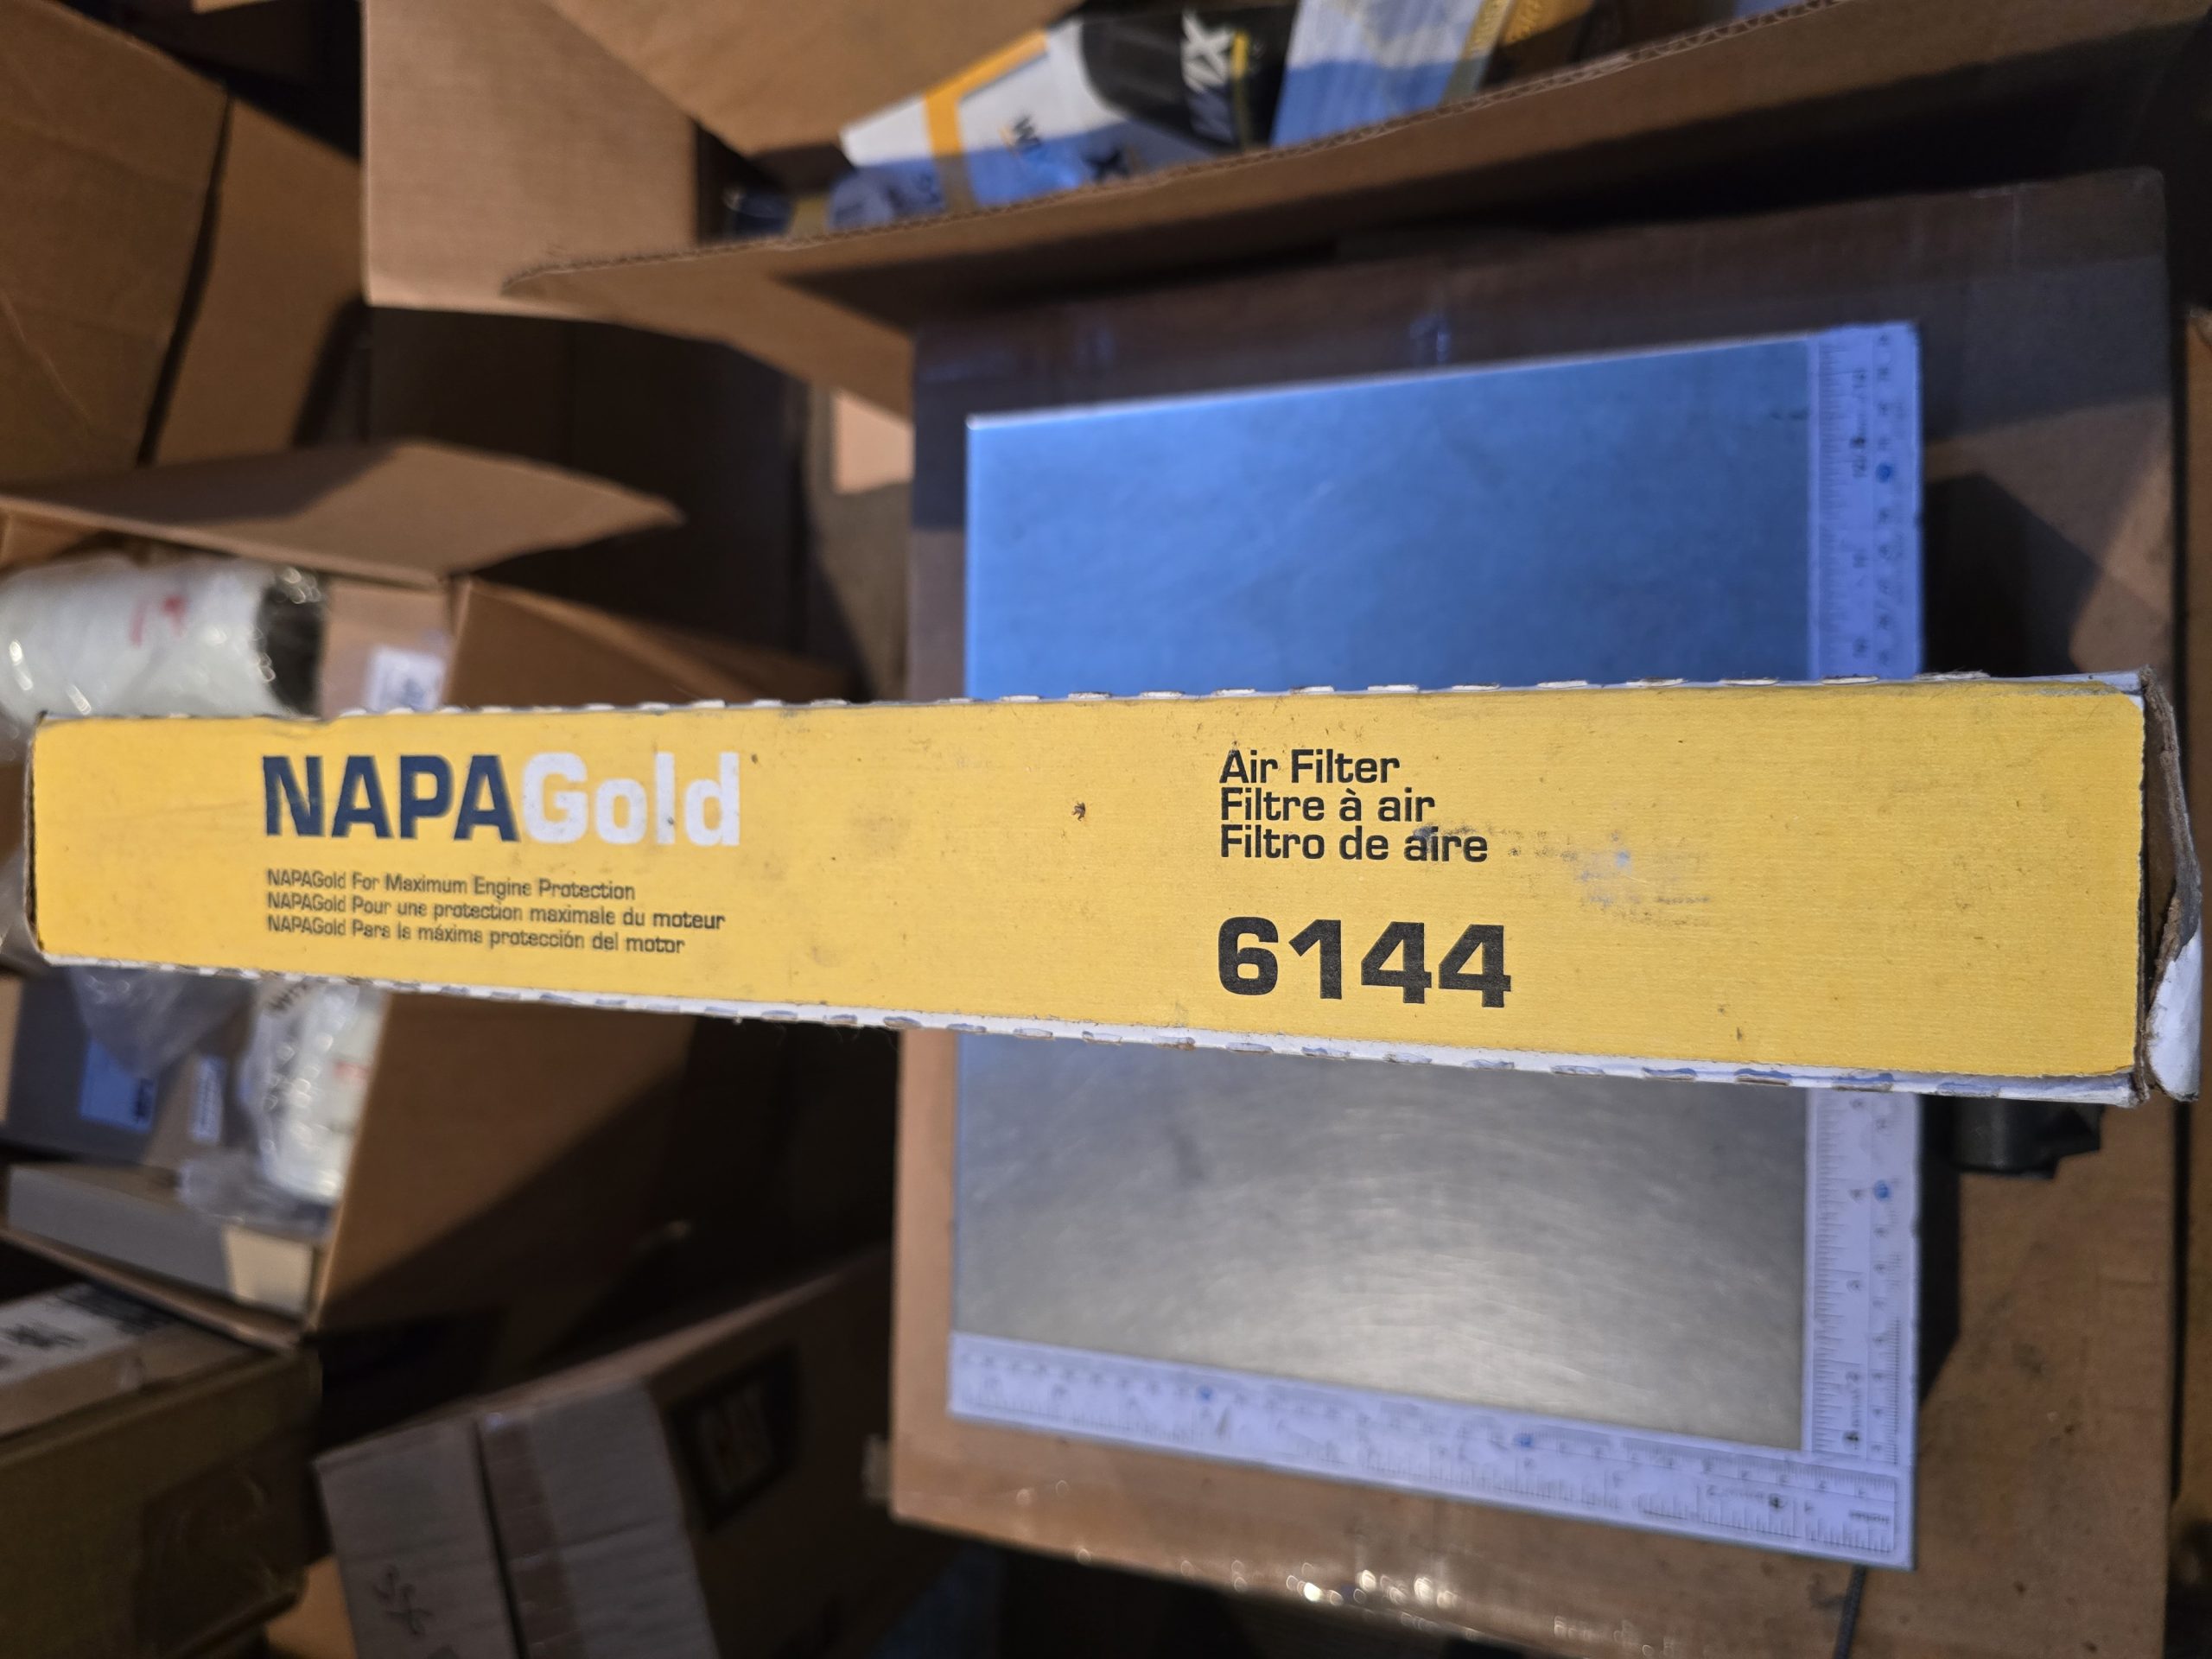 NAPAGold
NAPAGold For Maximum Engine Protection
NAPAGold Pour une protection maximale du moteur
NAPAGold Para la máxima protección del motor
Air Filter
Filtre à air
Filtro de aire
6144
WIX